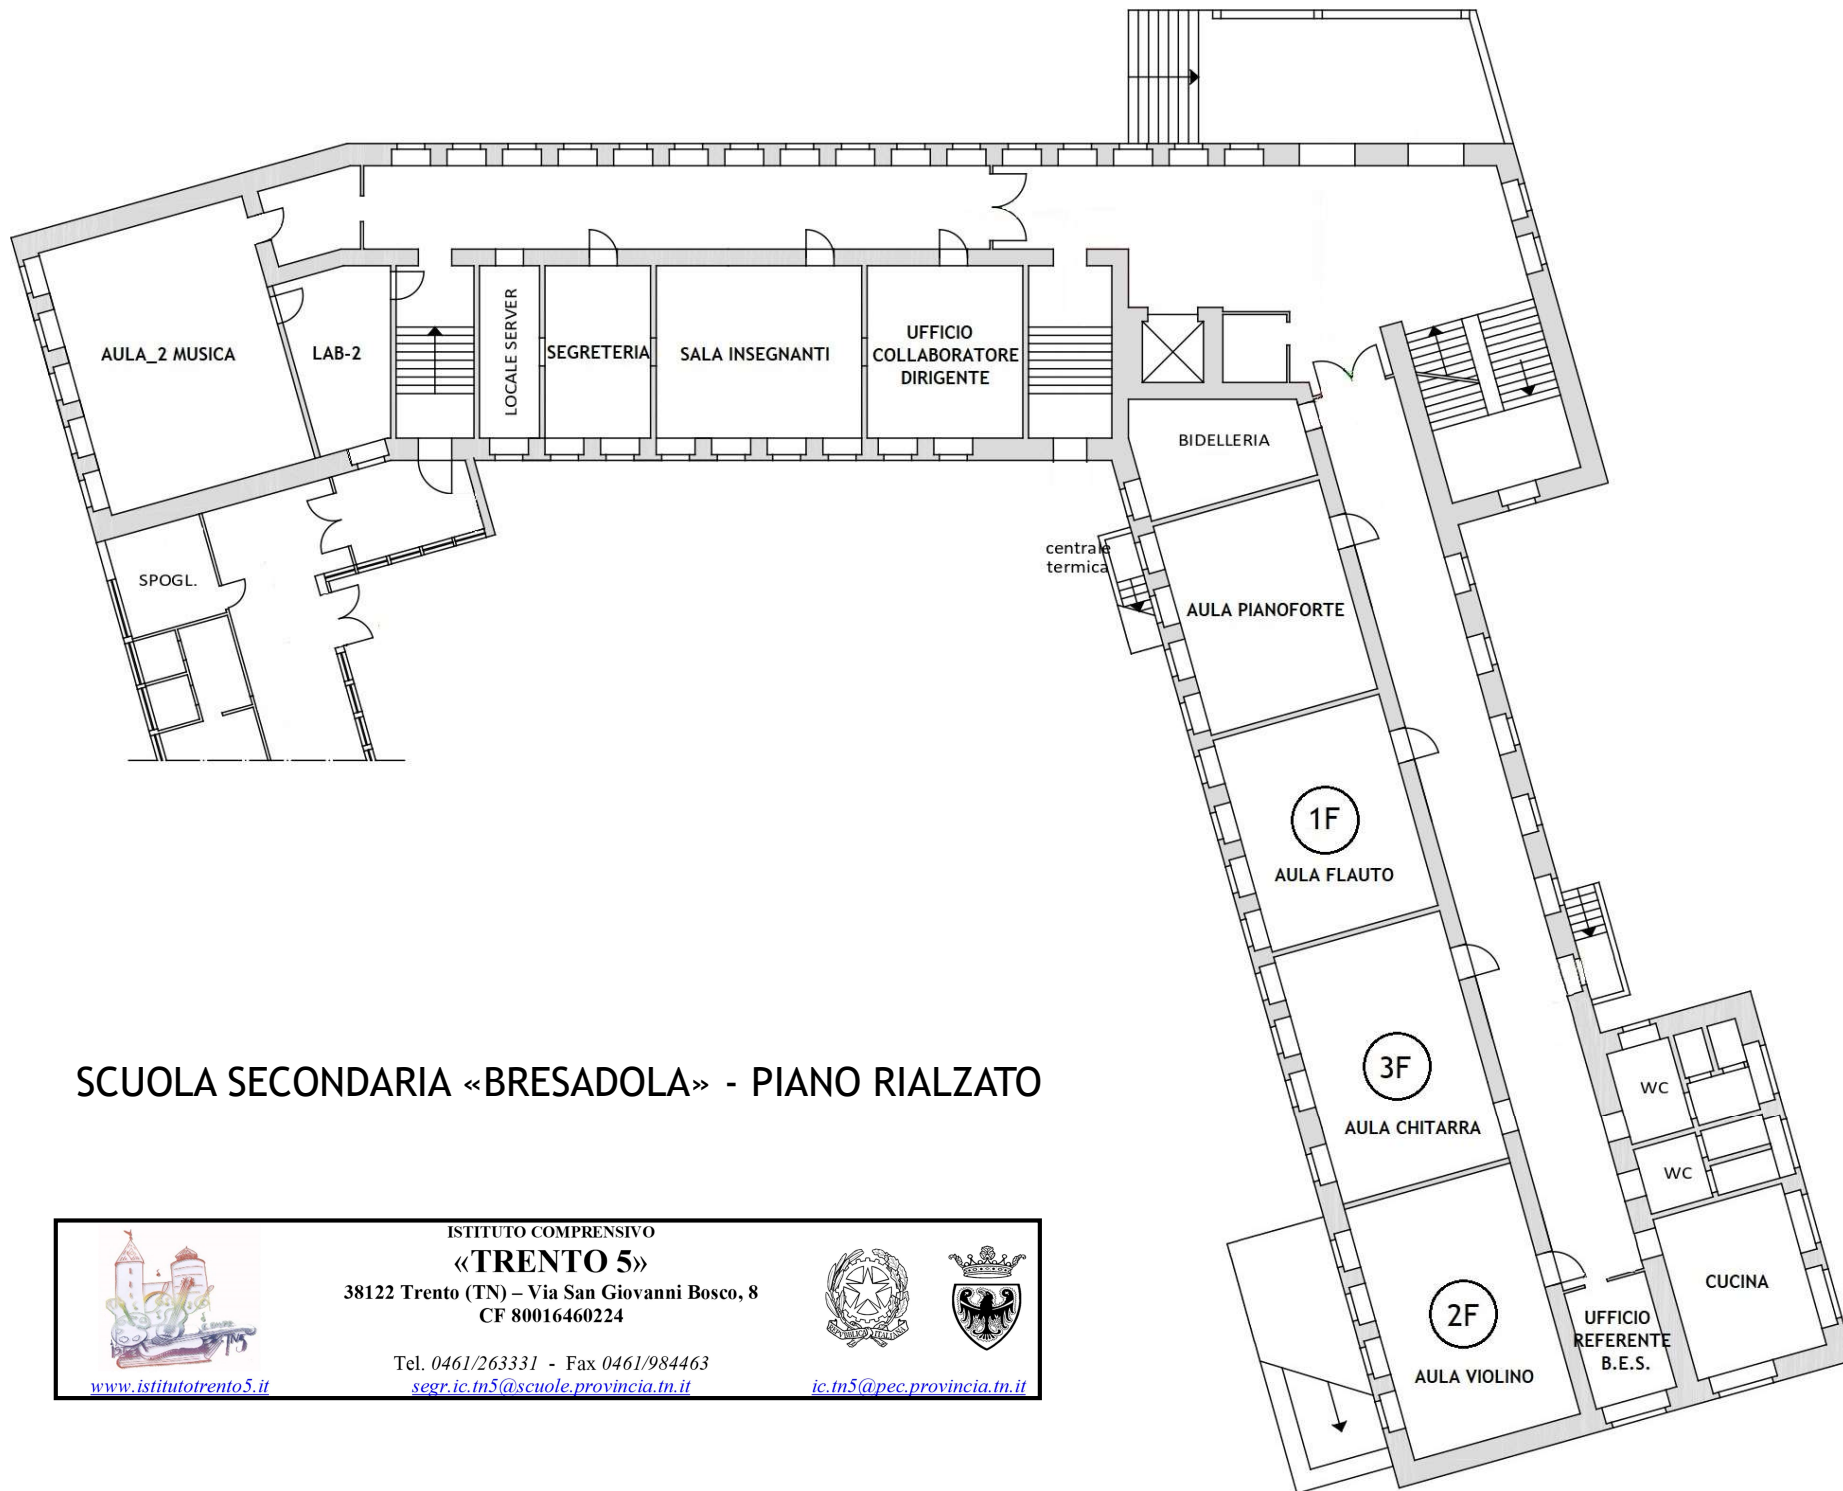 AULA_2 MUSICA
LAB-2
LOCALE SERVER
SEGRETERIA
SALA INSEGNANTI
UFFICIO
COLLABORATORE
DIRIGENTE
BIDELLERIA
SPOGL.
centrale
termica
AULA PIANOFORTE
1F
AULA FLAUTO
3F
AULA CHITARRA
WC
WC
2F
AULA VIOLINO
UFFICIO
REFERENTE
B.E.S.
CUCINA
SCUOLA SECONDARIA «BRESADOLA» - PIANO RIALZATO
ISTITUTO COMPRENSIVO
«TRENTO 5»
38122 Trento (TN) – Via San Giovanni Bosco, 8
CF 80016460224
Tel. 0461/263331 - Fax 0461/984463
www.istitutotrento5.it
segr.ic.tn5@scuole.provincia.tn.it
ic.tn5@pec.provincia.tn.it
REPVBBLICA ITALIANA